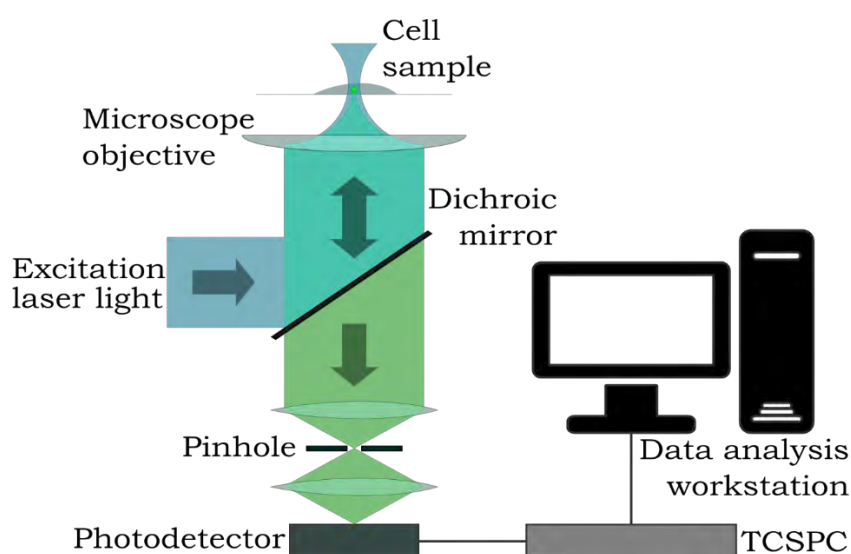 Cell
sample
Microscope
objective
Dichroic
mirror
Excitation
laser light
Pinhole
Data analysis
workstation
Photodetector
TCSPC